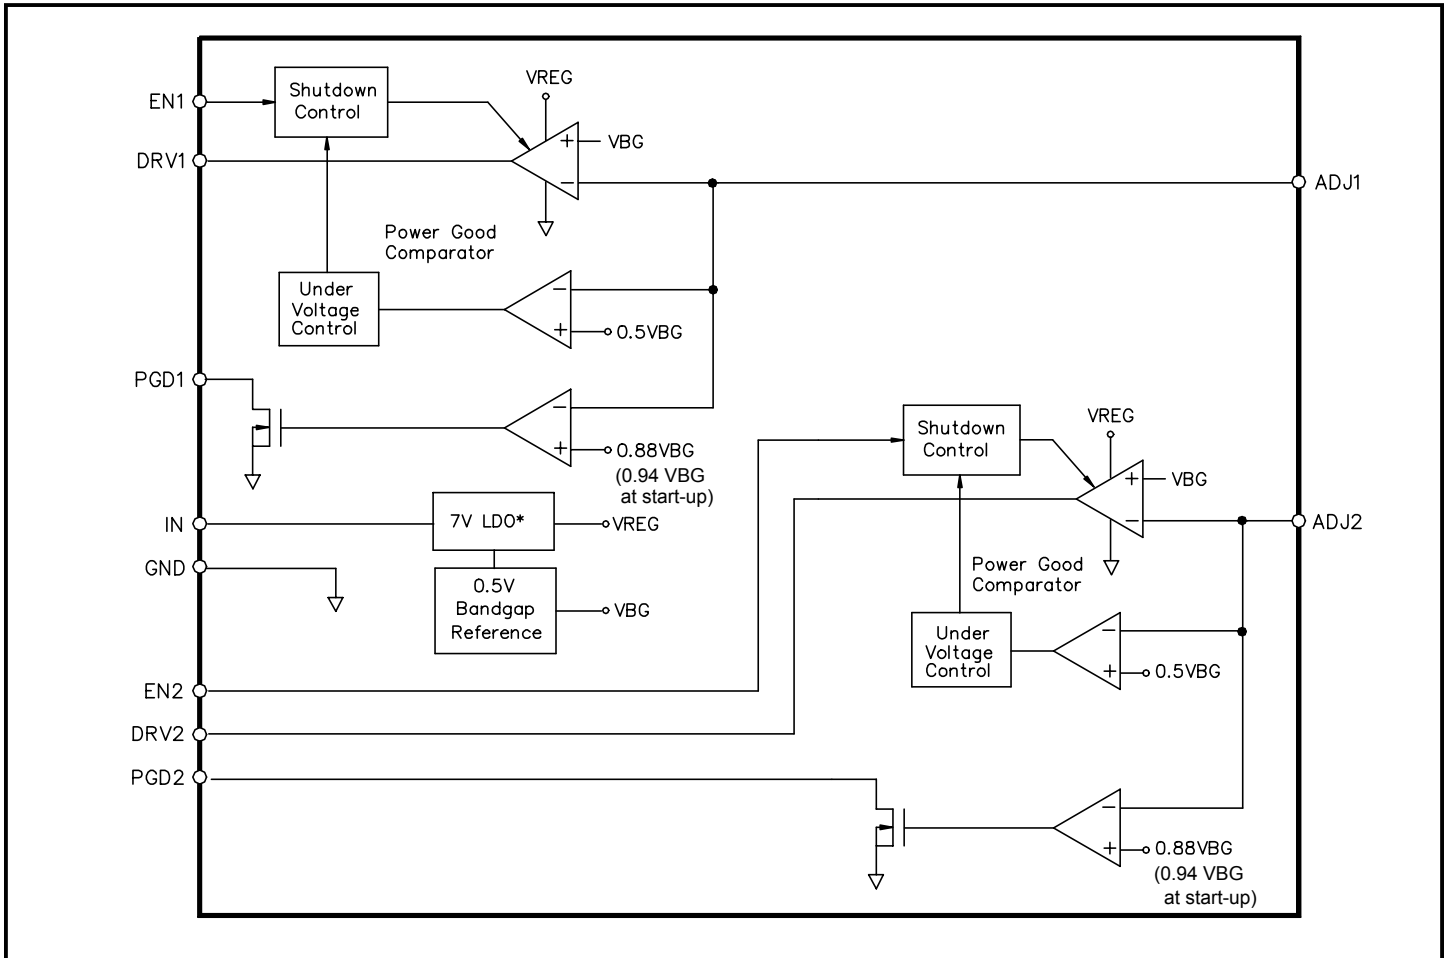 VREG
EN1
Shutdown
Control
+
VBG
DRV1
−
ADJ1
Power Good
Comparator
Under
Voltage
Control
−
+
0.5VBG
PGD1
−
+
0.88VBG
(0.94 VBG
at start-up)
Shutdown
Control
VREG
+
VBG
−
ADJ2
IN
7V LDO*
VREG
GND
0.5V
Bandgap
Reference
VBG
Power Good
Comparator
Under
Voltage
Control
−
+
0.5VBG
EN2
DRV2
PGD2
−
+
0.88VBG
(0.94 VBG
at start-up)